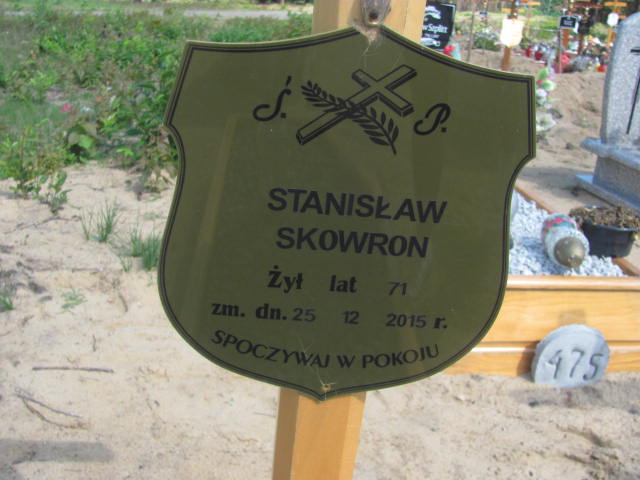 Ś. P.
STANISŁAW
SKOWRON
Żył lat 71
zm. dn. 25 12 2015 r.
SPOCZYWAJ W POKOJU
475